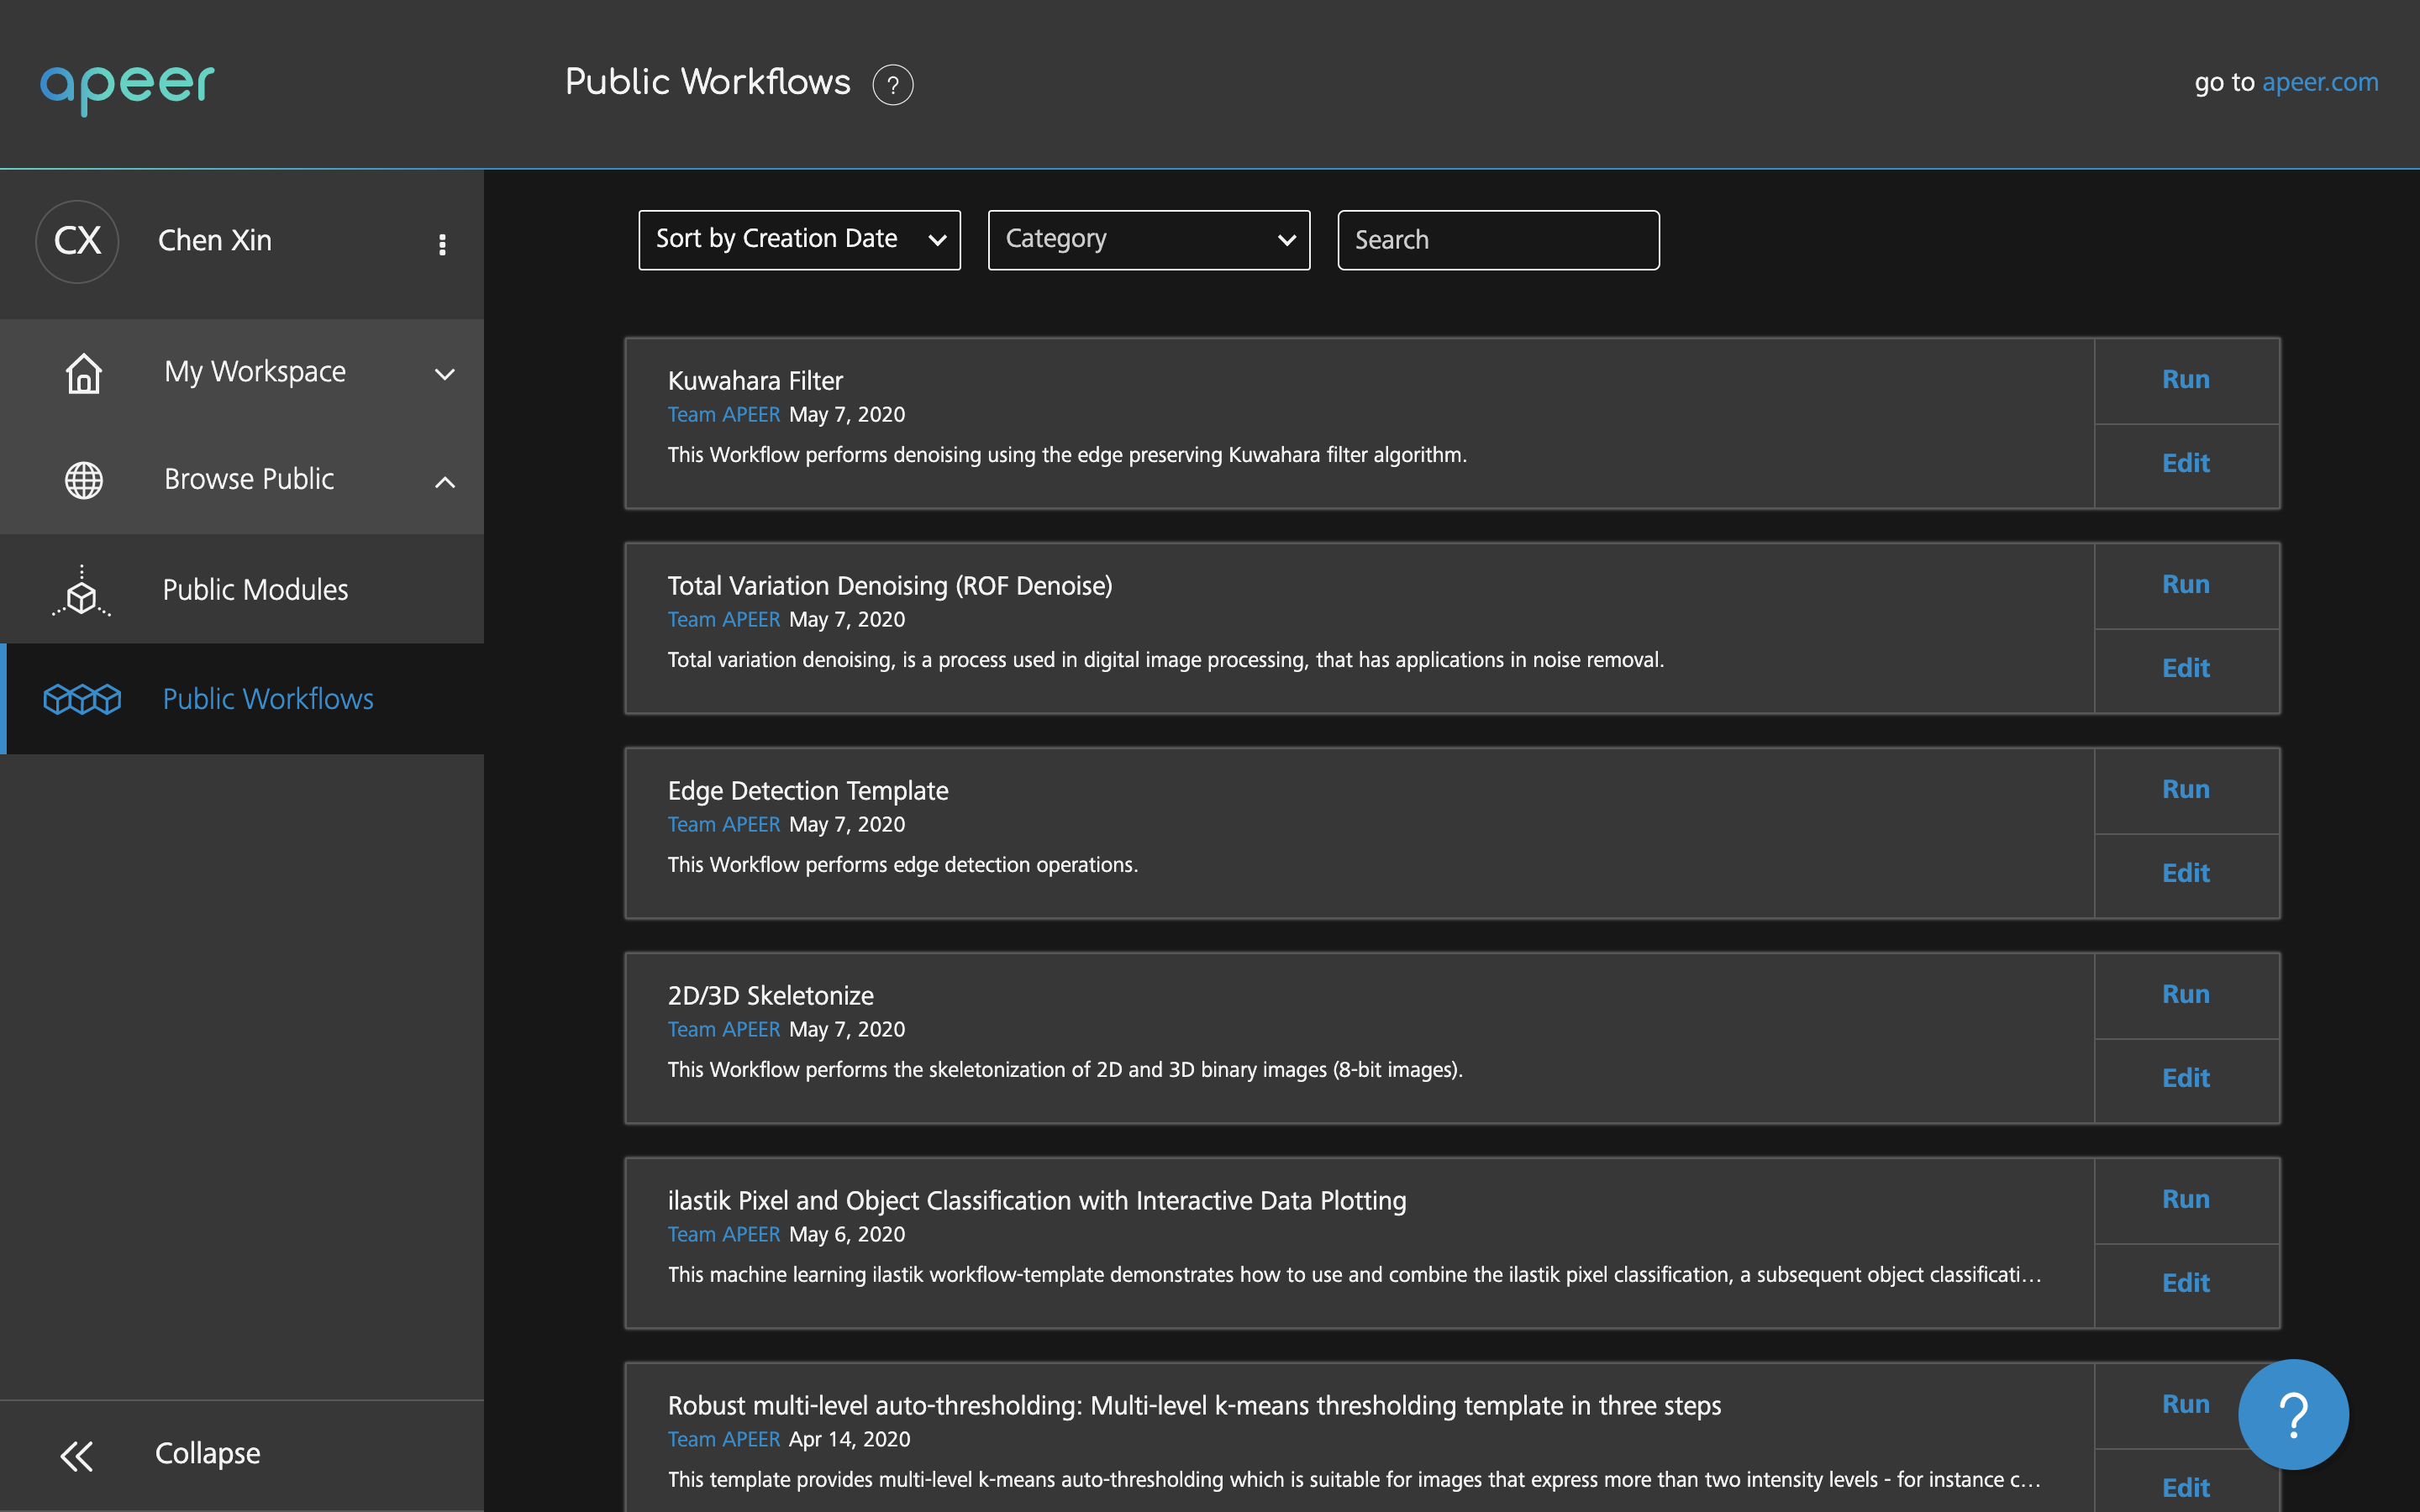 apeer
Public Workflows ?
go to apeer.com
CX Chen Xin
My Workspace
Browse Public
Public Modules
Public Workflows
Collapse
Sort by Creation Date
Category
Search
Kuwahara Filter
Team APEER May 7, 2020
This Workflow performs denoising using the edge preserving Kuwahara filter algorithm.
Run
Edit
Total Variation Denoising (ROF Denoise)
Team APEER May 7, 2020
Total variation denoising, is a process used in digital image processing, that has applications in noise removal.
Run
Edit
Edge Detection Template
Team APEER May 7, 2020
This Workflow performs edge detection operations.
Run
Edit
2D/3D Skeletonize
Team APEER May 7, 2020
This Workflow performs the skeletonization of 2D and 3D binary images (8-bit images).
Run
Edit
ilastik Pixel and Object Classification with Interactive Data Plotting
Team APEER May 6, 2020
This machine learning ilastik workflow-template demonstrates how to use and combine the ilastik pixel classification, a subsequent object classificati...
Run
Edit
Robust multi-level auto-thresholding: Multi-level k-means thresholding template in three steps
Team APEER Apr 14, 2020
This template provides multi-level k-means auto-thresholding which is suitable for images that express more than two intensity levels - for instance c...
Run
Edit
?